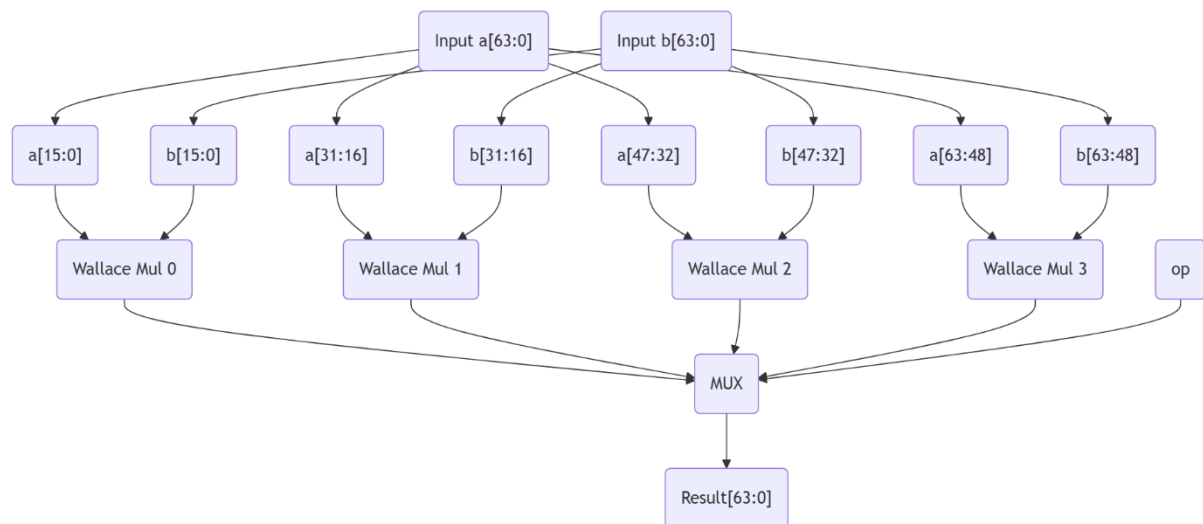 Input a[63:0]
Input b[63:0]
a[15:0]
b[15:0]
a[31:16]
b[31:16]
a[47:32]
b[47:32]
a[63:48]
b[63:48]
Wallace Mul 0
Wallace Mul 1
Wallace Mul 2
Wallace Mul 3
op
MUX
Result[63:0]